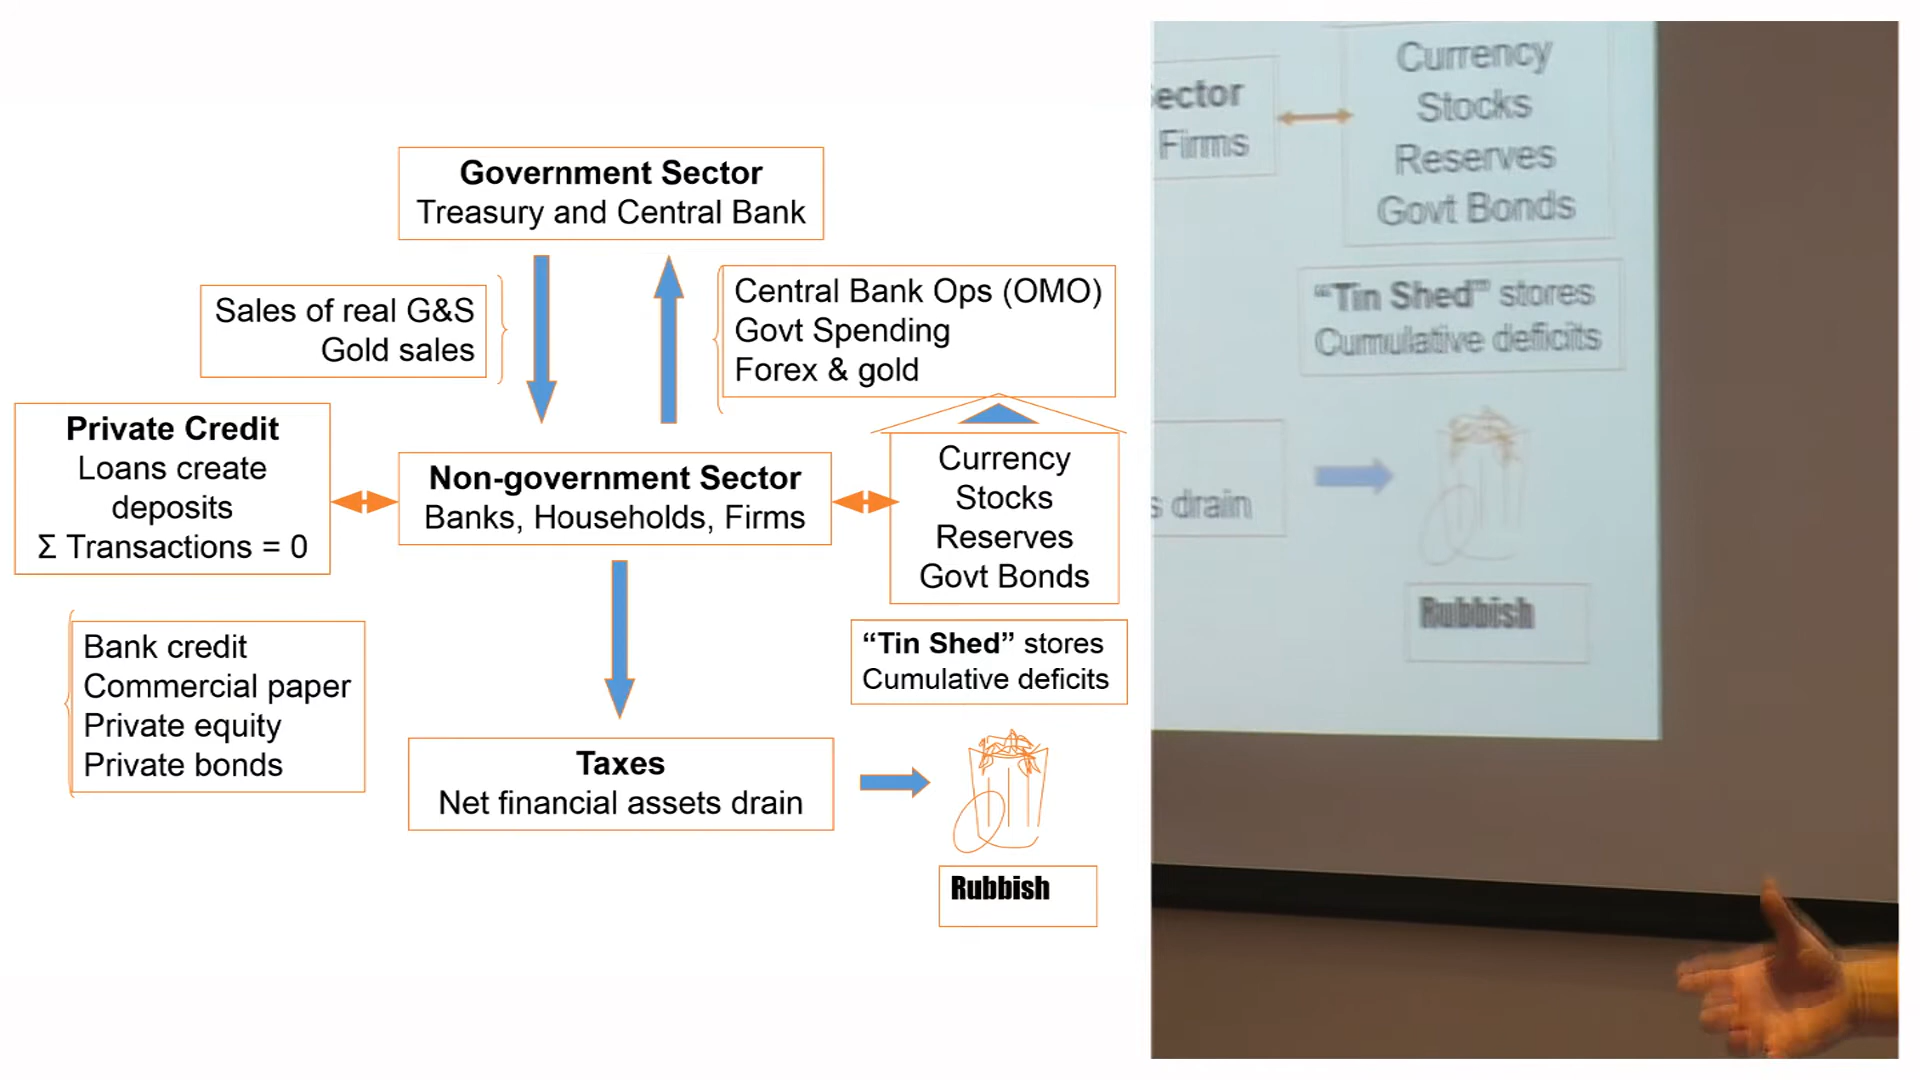 Government Sector
Treasury and Central Bank
Sales of real G&S
Gold sales
Central Bank Ops (OMO)
Govt Spending
Forex & gold
Private Credit
Loans create
deposits
Σ Transactions = 0
Non-government Sector
Banks, Households, Firms
Currency
Stocks
Reserves
Govt Bonds
Bank credit
Commercial paper
Private equity
Private bonds
“Tin Shed” stores
Cumulative deficits
Taxes
Net financial assets drain
Rubbish
ector
Firms
Currency
Stocks
Reserves
Govt Bonds
“Tin Shed” stores
Cumulative deficits
s drain
Rubbish